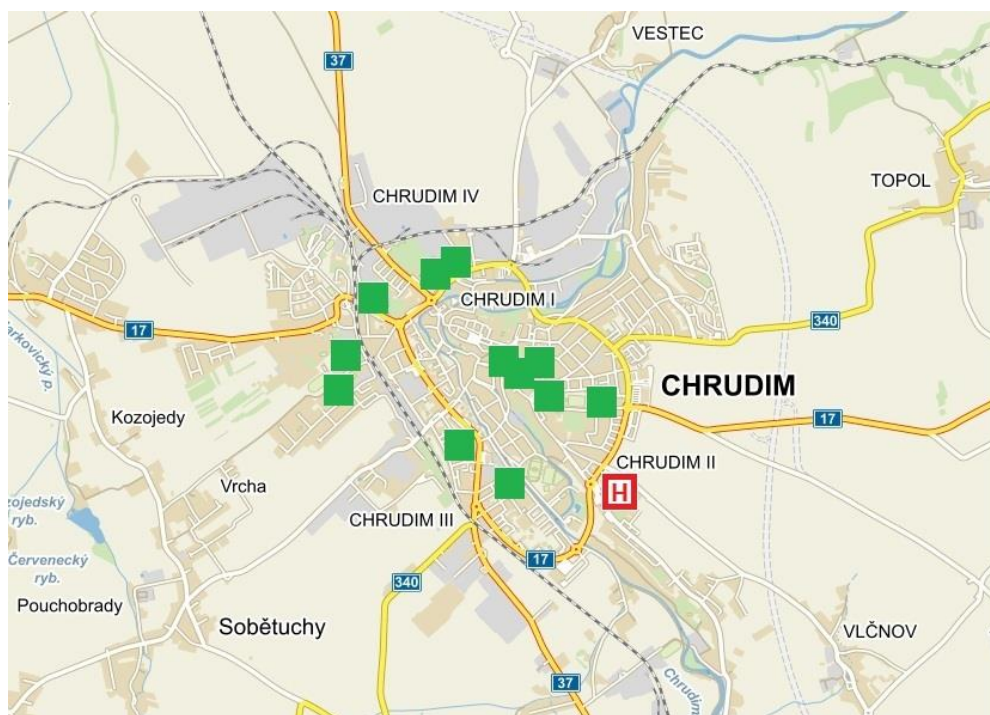 VESTEC
37
TOPOL
CHRUDIM IV
CHRUDIM I
17
340
CHRUDIM
Kozojedy
17
CHRUDIM II
Vrcha
H
CHRUDIM III
ryb.
17
Červenecký
ryb.
340
Pouchobrady
Sobětuchy
VLČNOV
37
Chrudim